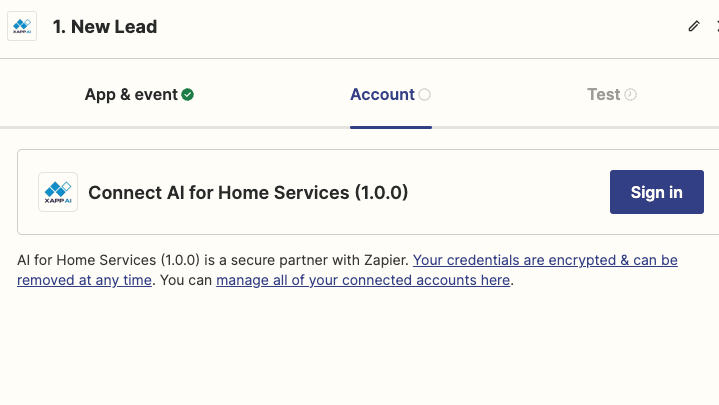 XAPP AI
1. New Lead
App & event
Account
Test
XAPP AI
Connect AI for Home Services (1.0.0)
Sign in
AI for Home Services (1.0.0) is a secure partner with Zapier. Your credentials are encrypted & can be
removed at any time. You can manage all of your connected accounts here.